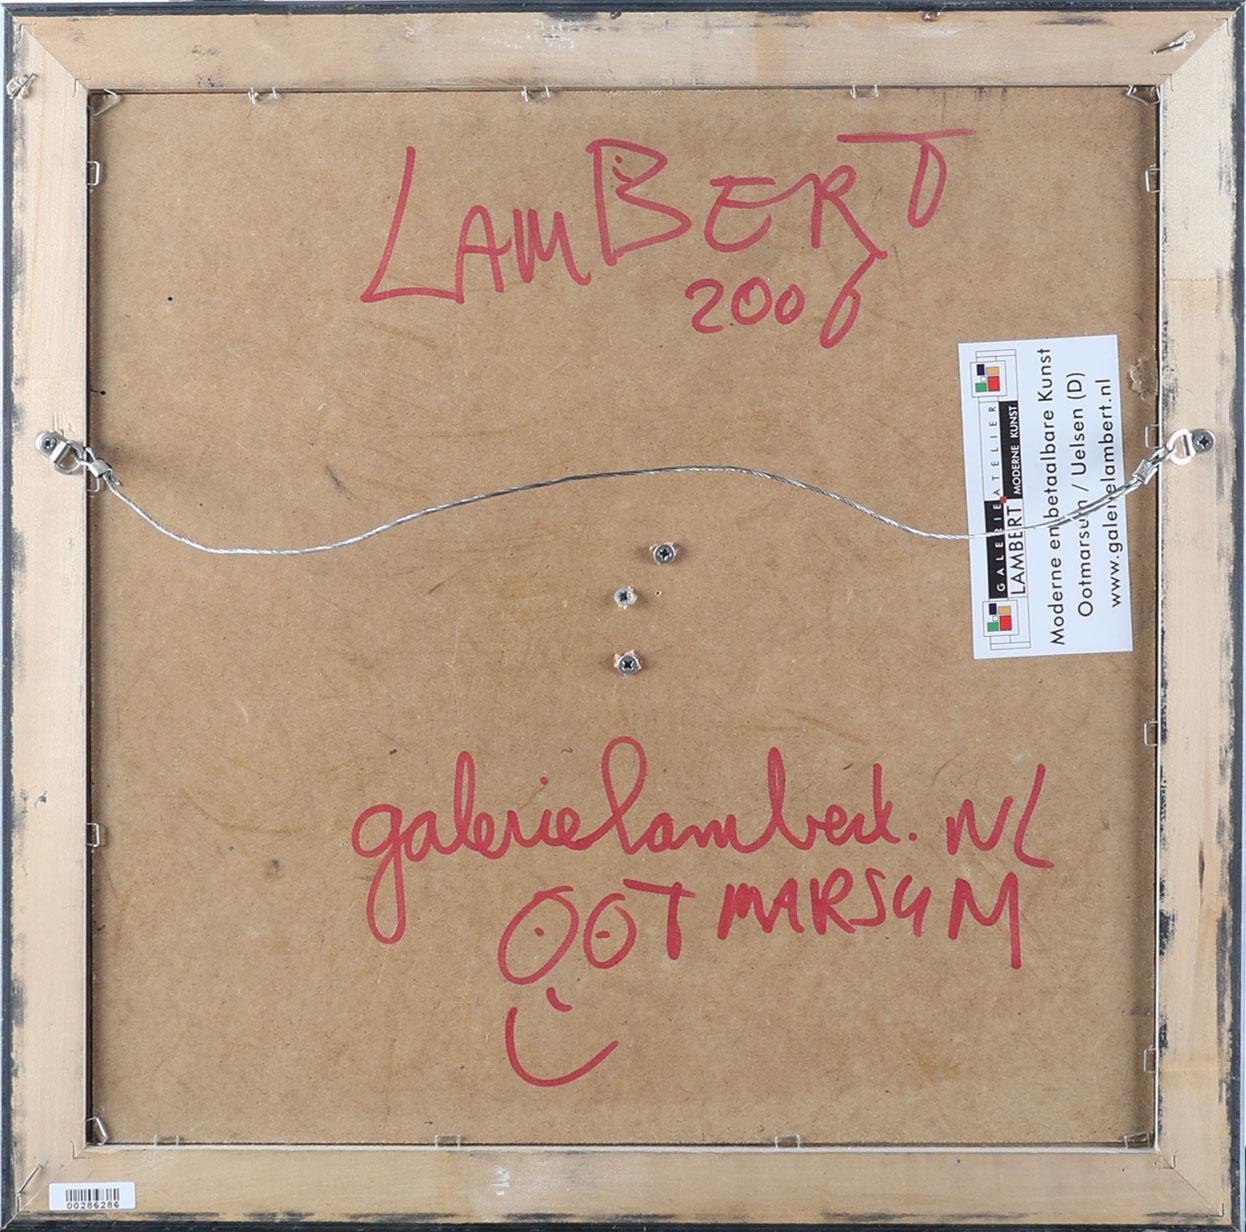 LAMBERT
2006
GALERIE ATELIER
LAMBERT MODERNE KUNST
Moderne en betaalbare Kunst
Ootmarsum / Uelsen (D)
www.galerielambert.nl
galerielambert.NL
OOTMARSUM
00286286